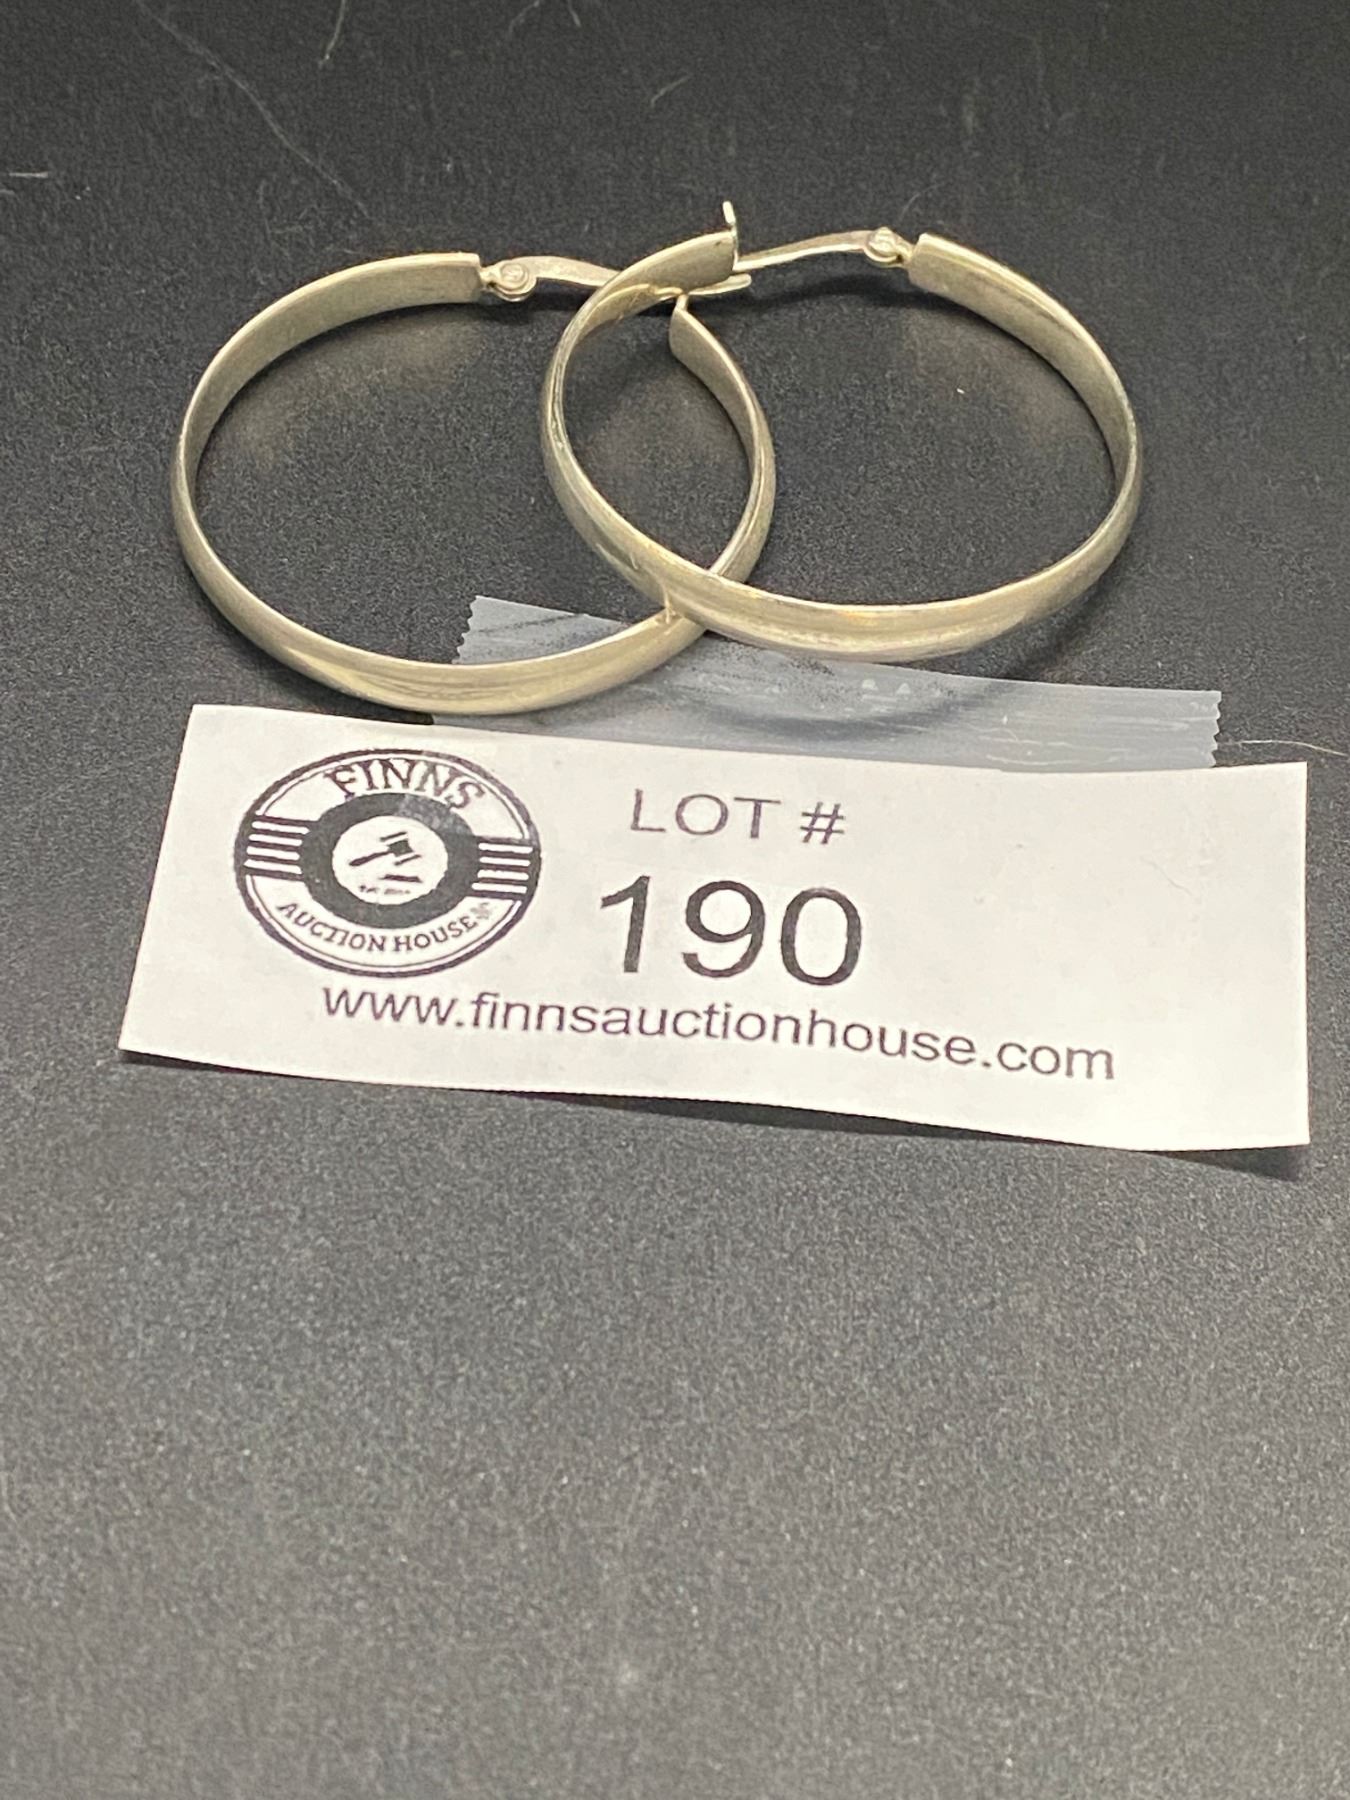 FINNS
AUCTION HOUSE
LOT #
190
www.finnsauctionhouse.com